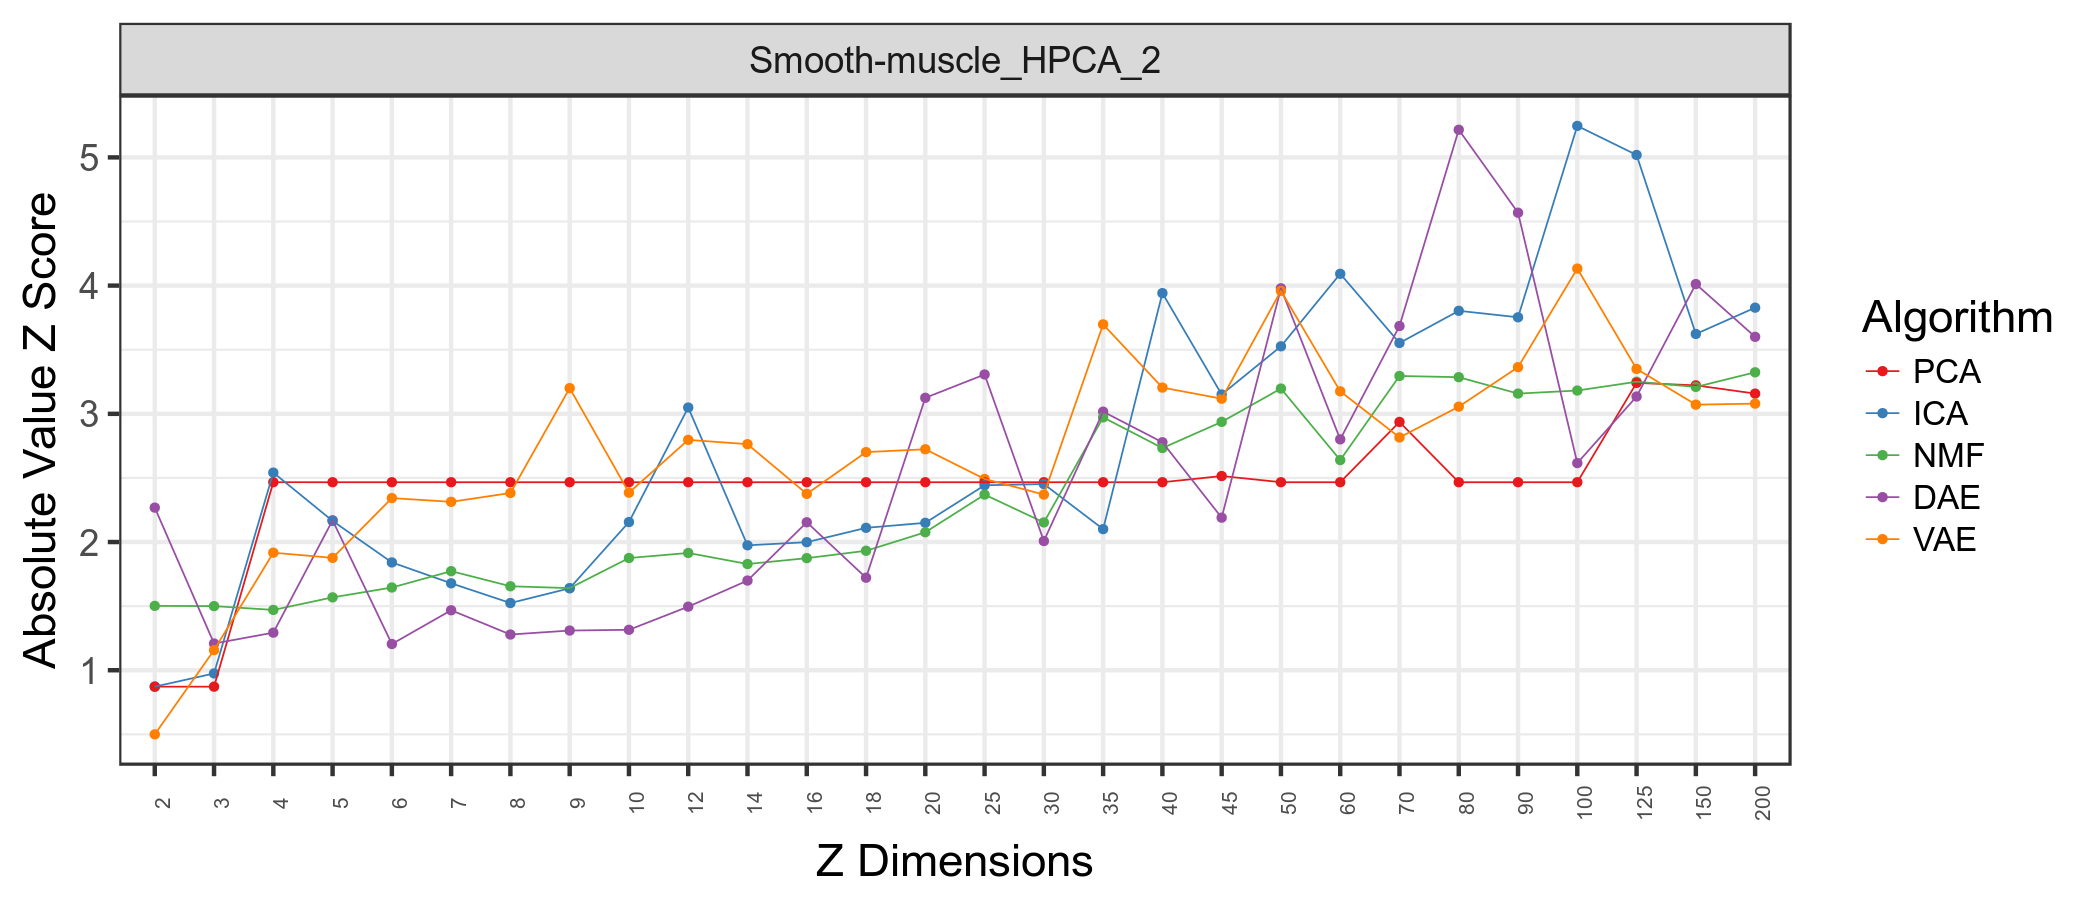 Smooth-muscle_HPCA_2
Absolute Value Z Score
5
4
3
2
1
2 3 4 5 6 7 8 9 10 12 14 16 18 20 25 30 35 40 45 50 60 70 80 90 100 125 150 200
Z Dimensions
Algorithm
PCA
ICA
NMF
DAE
VAE